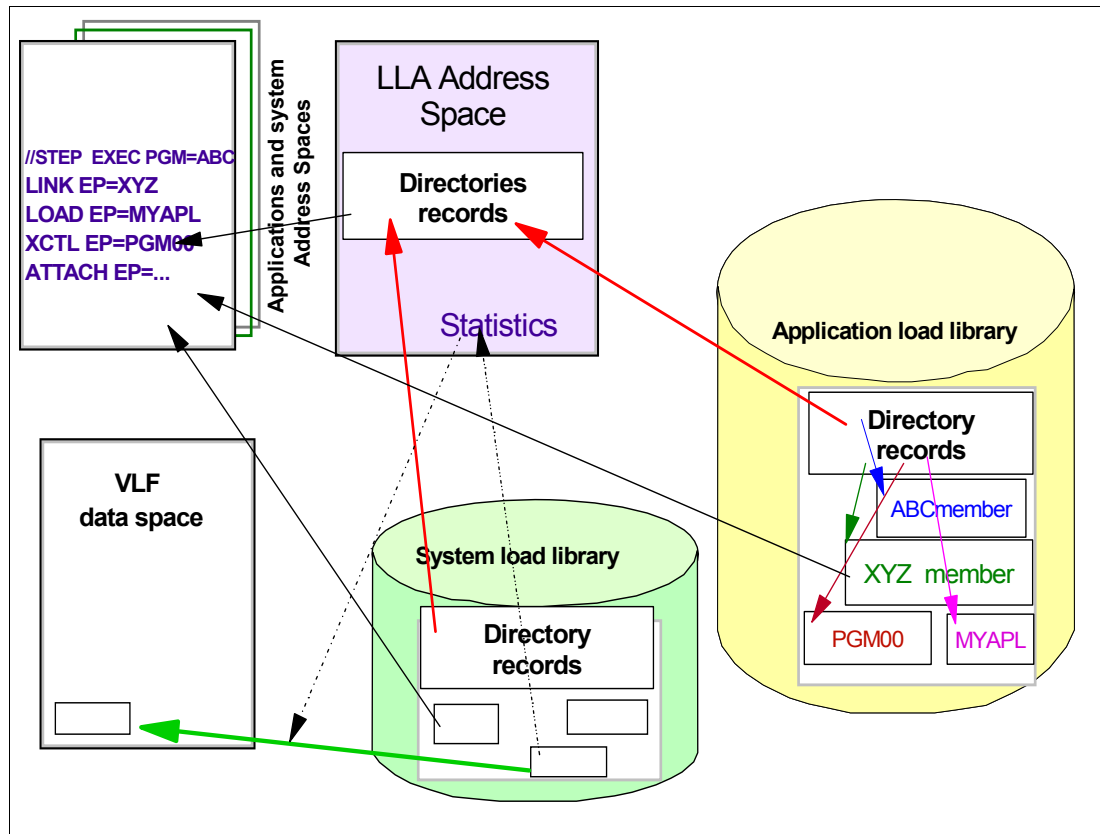 //STEP  EXEC PGM=ABC
LINK EP=XYZ
LOAD EP=MYAPL
XCTL EP=PGM00
ATTACH EP=...
Applications and system
Address Spaces
LLA Address
Space
Directories
records
Statistics
Application load library
Directory
records
ABCmember
XYZ  member
PGM00
MYAPL
VLF
data space
System load library
Directory
records